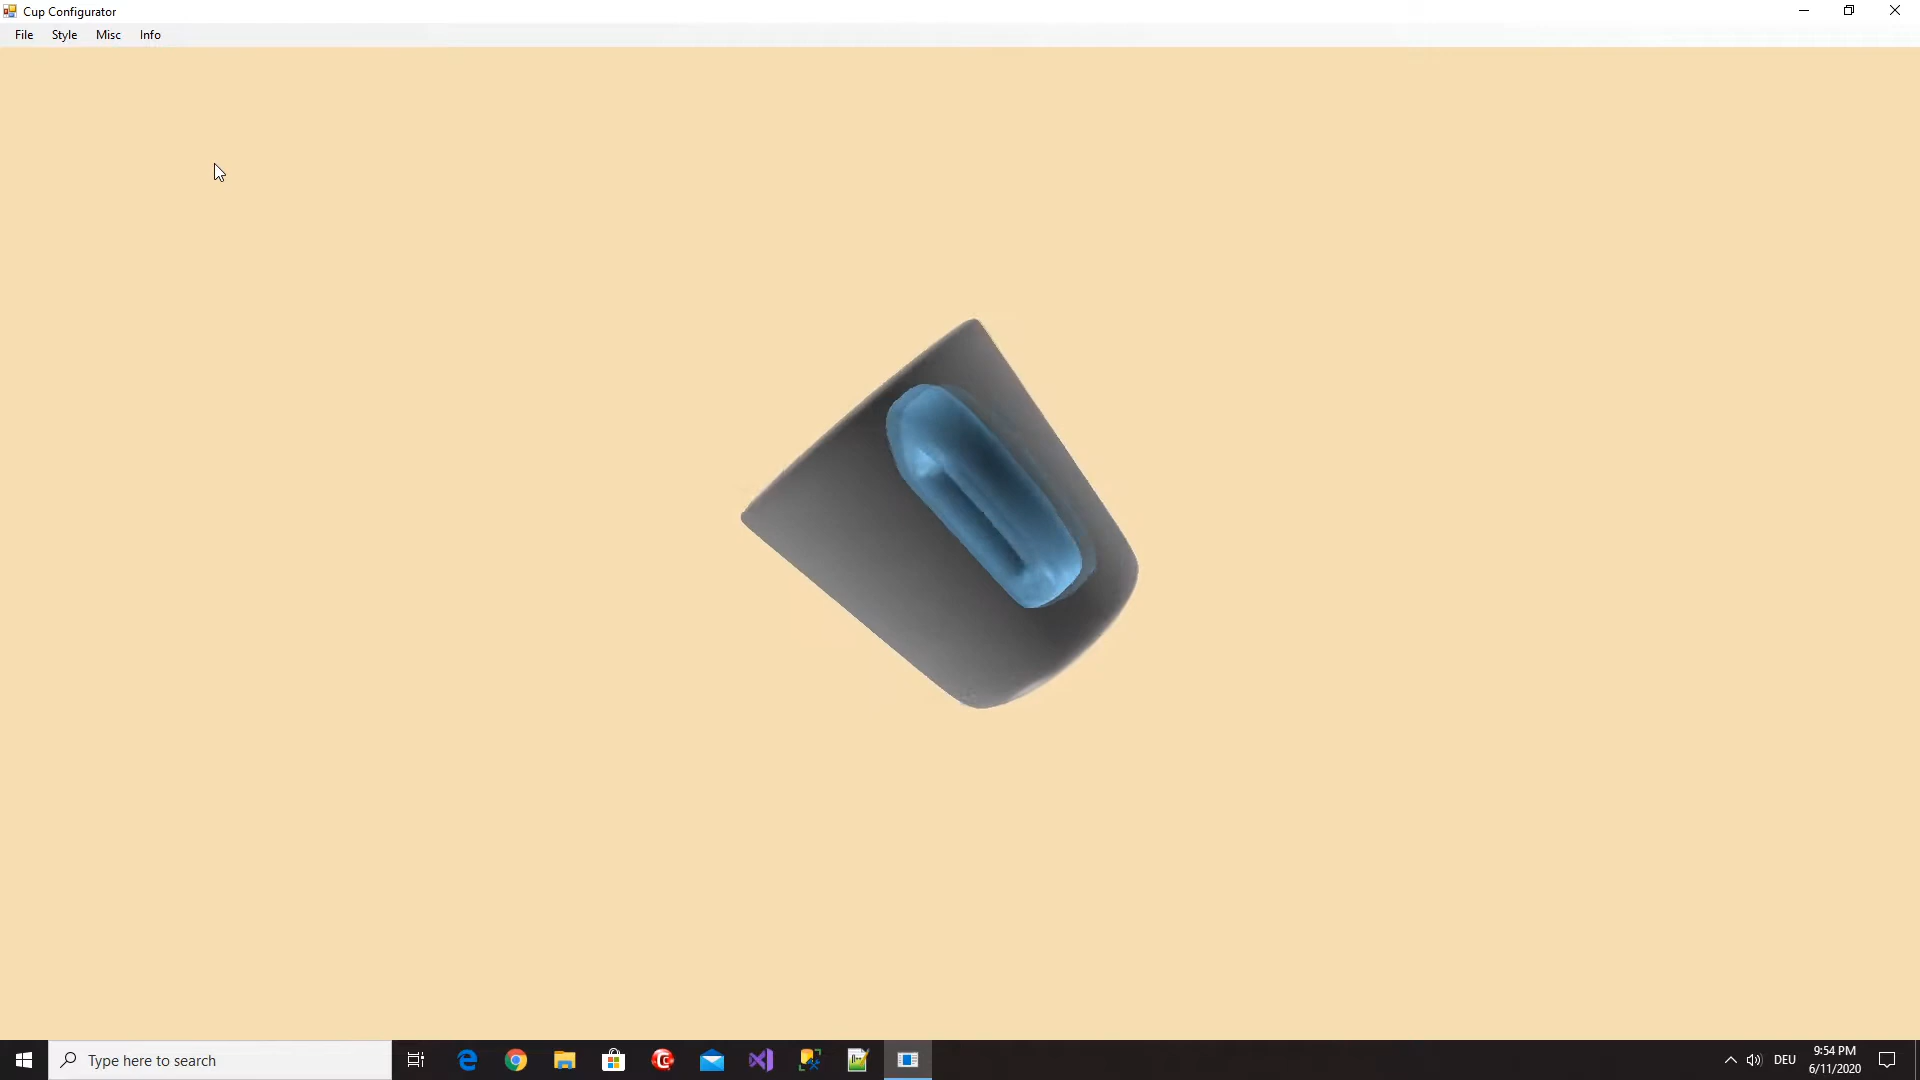 Cup Configurator
File Style Misc Info
Type here to search
DEU
9:54 PM
6/11/2020